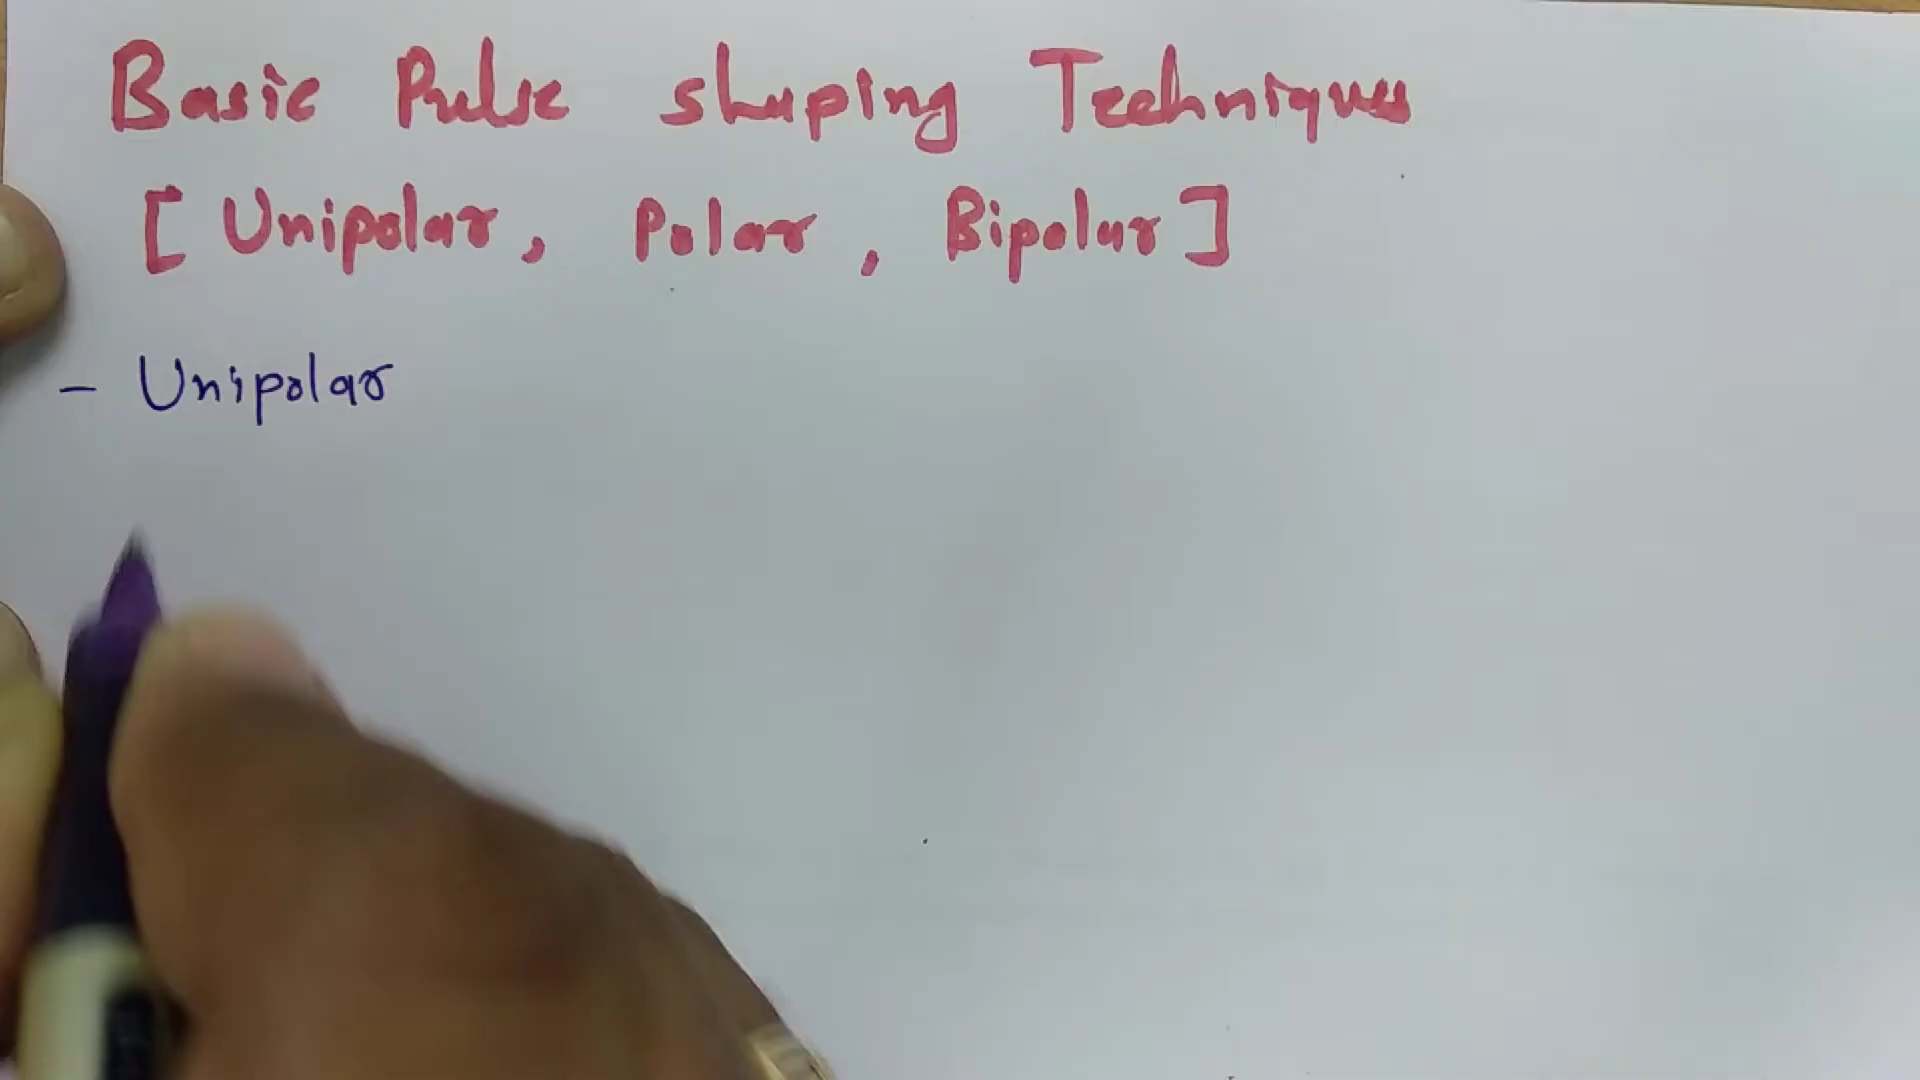 Basic Pulse shaping Techniques
[ Unipolar, Polar, Bipolar ]
- Unipolar